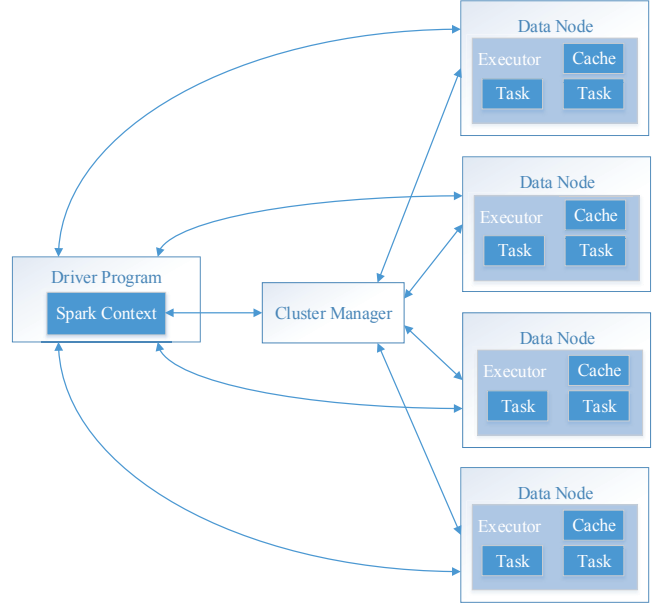 Data Node
Executor
Cache
Task
Task
Data Node
Executor
Cache
Task
Task
Driver Program
Spark Context
Cluster Manager
Data Node
Executor
Cache
Task
Task
Data Node
Executor
Cache
Task
Task